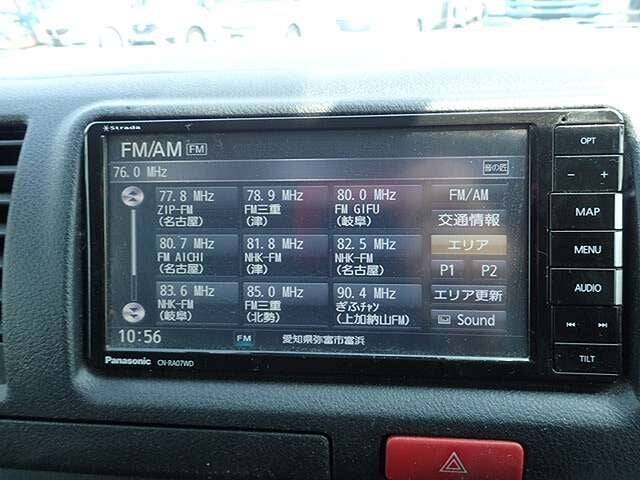 Strada
FM/AM FM
76.0 MHz 音の匠
77.8 MHz
ZIP-FM
(名古屋)
78.9 MHz
FM三重
(津)
80.0 MHz
FM GIFU
(岐阜)
FM/AM
交通情報
80.7 MHz
FM AICHI
(名古屋)
81.8 MHz
NHK-FM
(津)
82.5 MHz
NHK-FM
(名古屋)
エリア
P1 P2
83.6 MHz
NHK-FM
(岐阜)
85.0 MHz
FM三重
(北勢)
90.4 MHz
ぎふチャン
(上加納山FM)
エリア更新
Sound
10:56 FM 愛知県弥富市富浜
Panasonic CN-RA07WD
OPT
− +
MAP
MENU
AUDIO
TILT